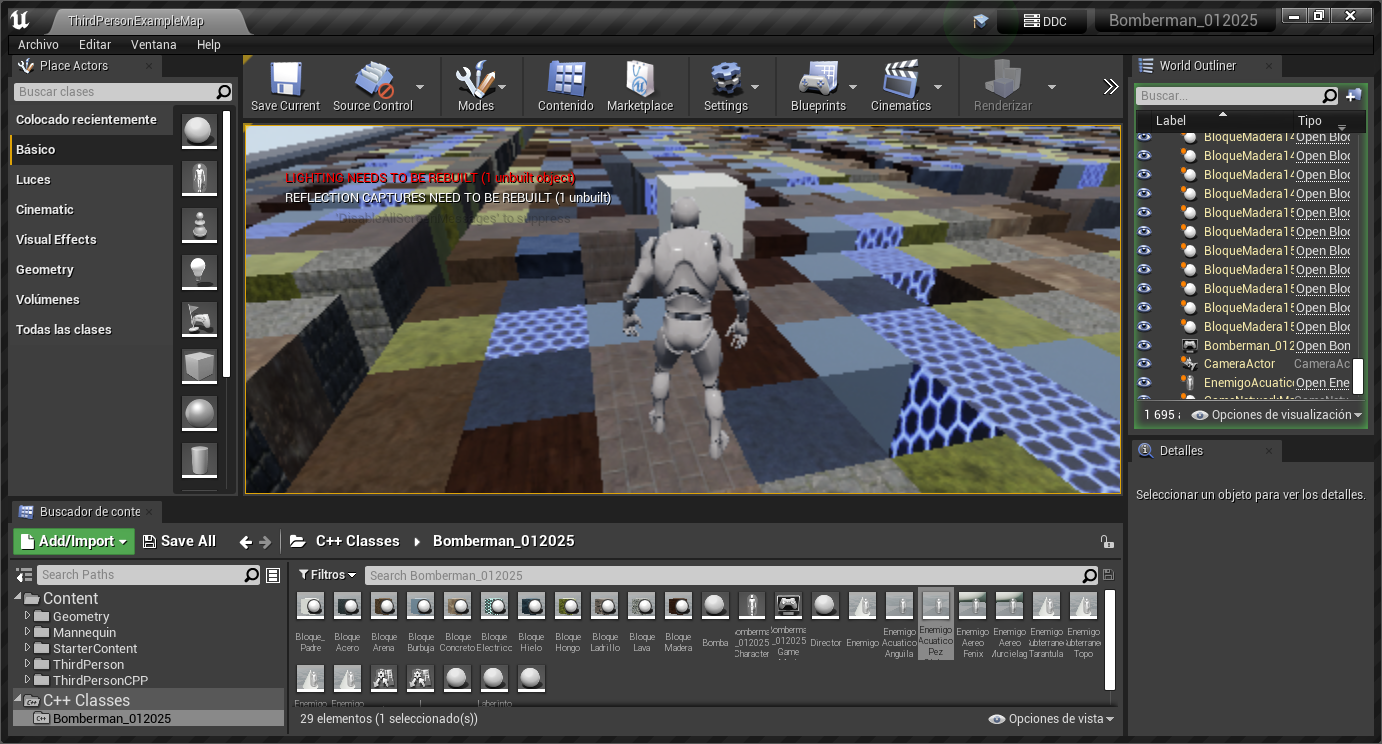 ThirdPersonExampleMap
DDC
Bomberman_012025
Archivo Editar Ventana Help
Place Actors
Buscar clases
Colocado recientemente
Básico
Luces
Cinematic
Visual Effects
Geometry
Volúmenes
Todas las clases
Save Current
Source Control
Modes
Contenido
Marketplace
Settings
Blueprints
Cinematics
Renderizar
LIGHTING NEEDS TO BE REBUILT (1 unbuilt object)
REFLECTION CAPTURES NEED TO BE REBUILT (1 unbuilt)
to suppress
World Outliner
Buscar...
Label Tipo
BloqueMadera14 Open Bloc
BloqueMadera14 Open Bloc
BloqueMadera14 Open Bloc
BloqueMadera14 Open Bloc
BloqueMadera15 Open Bloc
BloqueMadera15 Open Bloc
BloqueMadera15 Open Bloc
BloqueMadera15 Open Bloc
BloqueMadera15 Open Bloc
BloqueMadera15 Open Bloc
BloqueMadera15 Open Bloc
Bomberman_012 Open Bom
CameraActor CameraAc
EnemigoAcuatico Open Ene
1 695 Opciones de visualización
Detalles
Seleccionar un objeto para ver los detalles.
Buscador de conte
Add/Import
Save All
C++ Classes
Bomberman_012025
Search Paths
Content
Geometry
Mannequin
StarterContent
ThirdPerson
ThirdPersonCPP
C++ Classes
Bomberman_012025
Filtros
Search Bomberman_012025
Bloque_
Padre
Bloque
Acero
Bloque
Arena
Bloque
Burbuja
Bloque
Concreto
Bloque
Electrico
Bloque
Hielo
Bloque
Hongo
Bloque
Ladrillo
Bloque
Lava
Bloque
Madera
Bomba
_012025
Character
_012025
Game
Director
Enemigo
Enemigo
Acuatico
Anguila
Enemigo
Acuatico
Pez
Enemigo
Aereo
Fenix
Enemigo
Aereo
Murcielag
Enemigo
Tarantula
Enemigo
Topo
Enemigo
Enemigo
Laberinto
29 elementos (1 seleccionado(s))
Opciones de vista